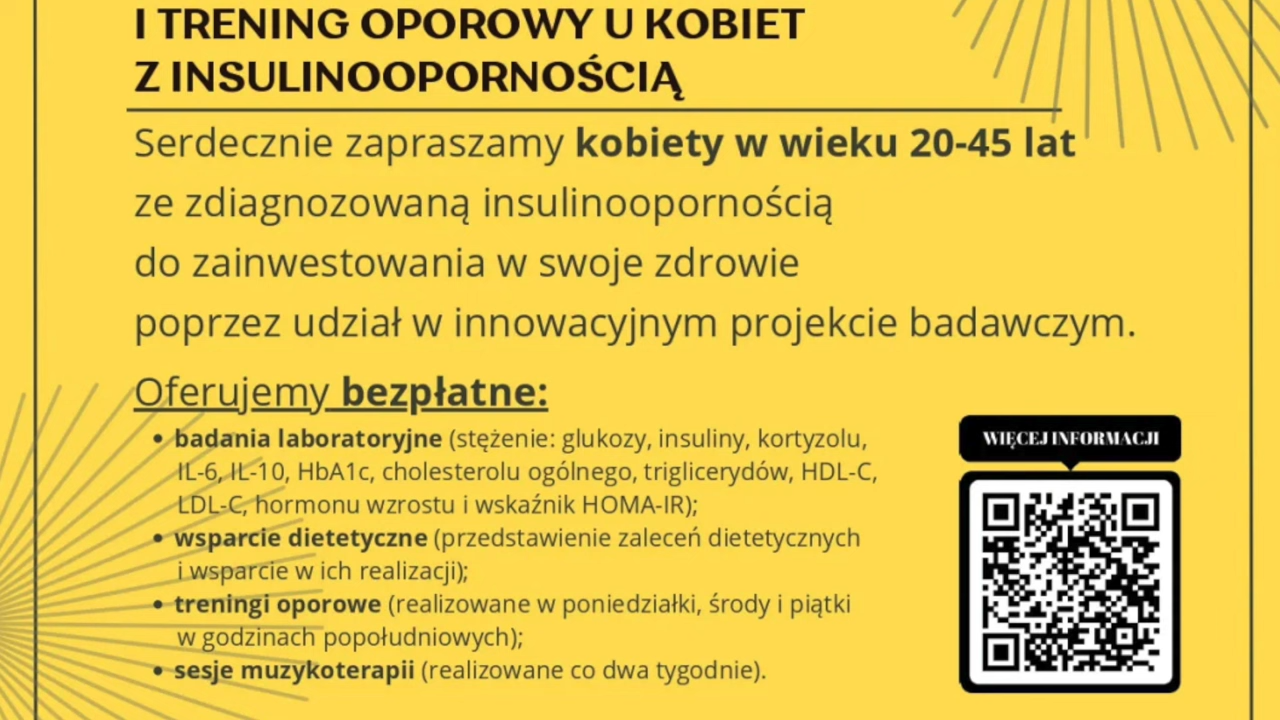 I TRENING OPOROWY U KOBIET
Z INSULINOOPORNOŚCIĄ
Serdecznie zapraszamy kobiety w wieku 20-45 lat
ze zdiagnozowaną insulinoopornością
do zainwestowania w swoje zdrowie
poprzez udział w innowacyjnym projekcie badawczym.
Oferujemy bezpłatne:
• badania laboratoryjne (stężenie: glukozy, insuliny, kortyzolu,
IL-6, IL-10, HbA1c, cholesterolu ogólnego, triglicerydów, HDL-C,
LDL-C, hormonu wzrostu i wskaźnik HOMA-IR);
• wsparcie dietetyczne (przedstawienie zaleceń dietetycznych
i wsparcie w ich realizacji);
• treningi oporowe (realizowane w poniedziałki, środy i piątki
w godzinach popołudniowych);
• sesje muzykoterapii (realizowane co dwa tygodnie).
WIĘCEJ INFORMACJI